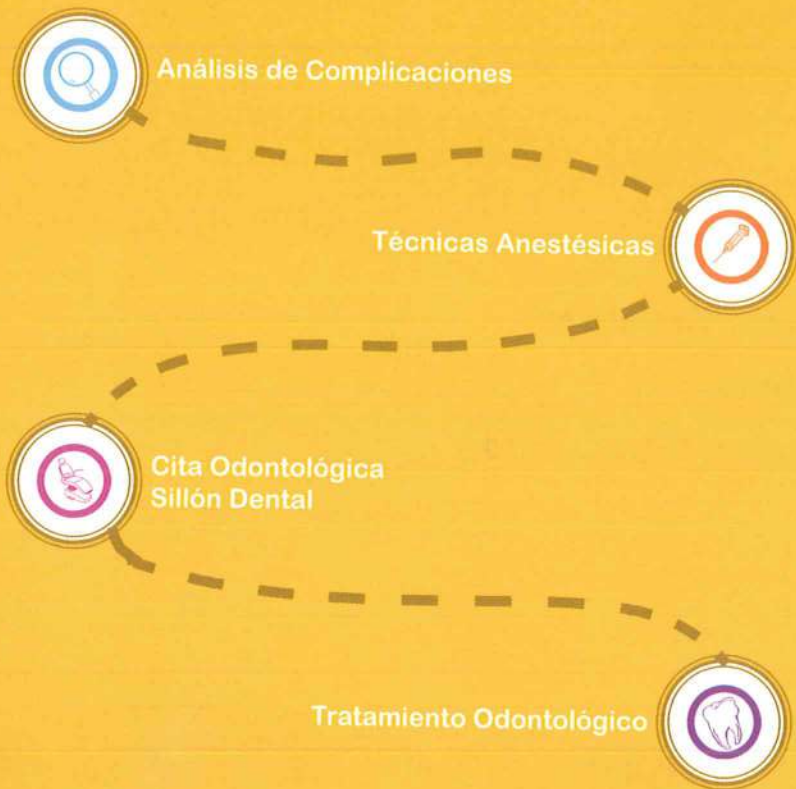 Análisis de Complicaciones
Técnicas Anestésicas
Cita Odontológica
Sillón Dental
Tratamiento Odontológico